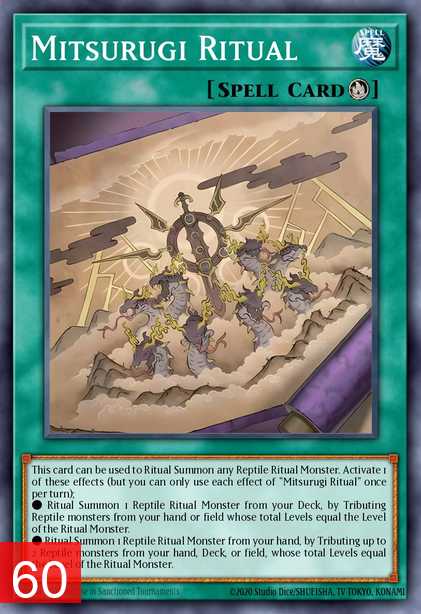 MITSURUGI RITUAL
SPELL
魔
[SPELL CARD]
This card can be used to Ritual Summon any Reptile Ritual Monster. Activate 1
of these effects (but you can only use each effect of "Mitsurugi Ritual" once
per turn);
● Ritual Summon 1 Reptile Ritual Monster from your Deck, by Tributing
Reptile monsters from your hand or field whose total Levels equal the Level
of the Ritual Monster.
● Ritual Summon 1 Ritual Monster from your hand, by Tributing up to
2 Reptile monsters from your hand, Deck, or field, whose total Levels equal
the Level of the Ritual Monster.
60
Use in Sanctioned Tournaments
©2020 Studio Dice/SHUEISHA, TV TOKYO, KONAMI